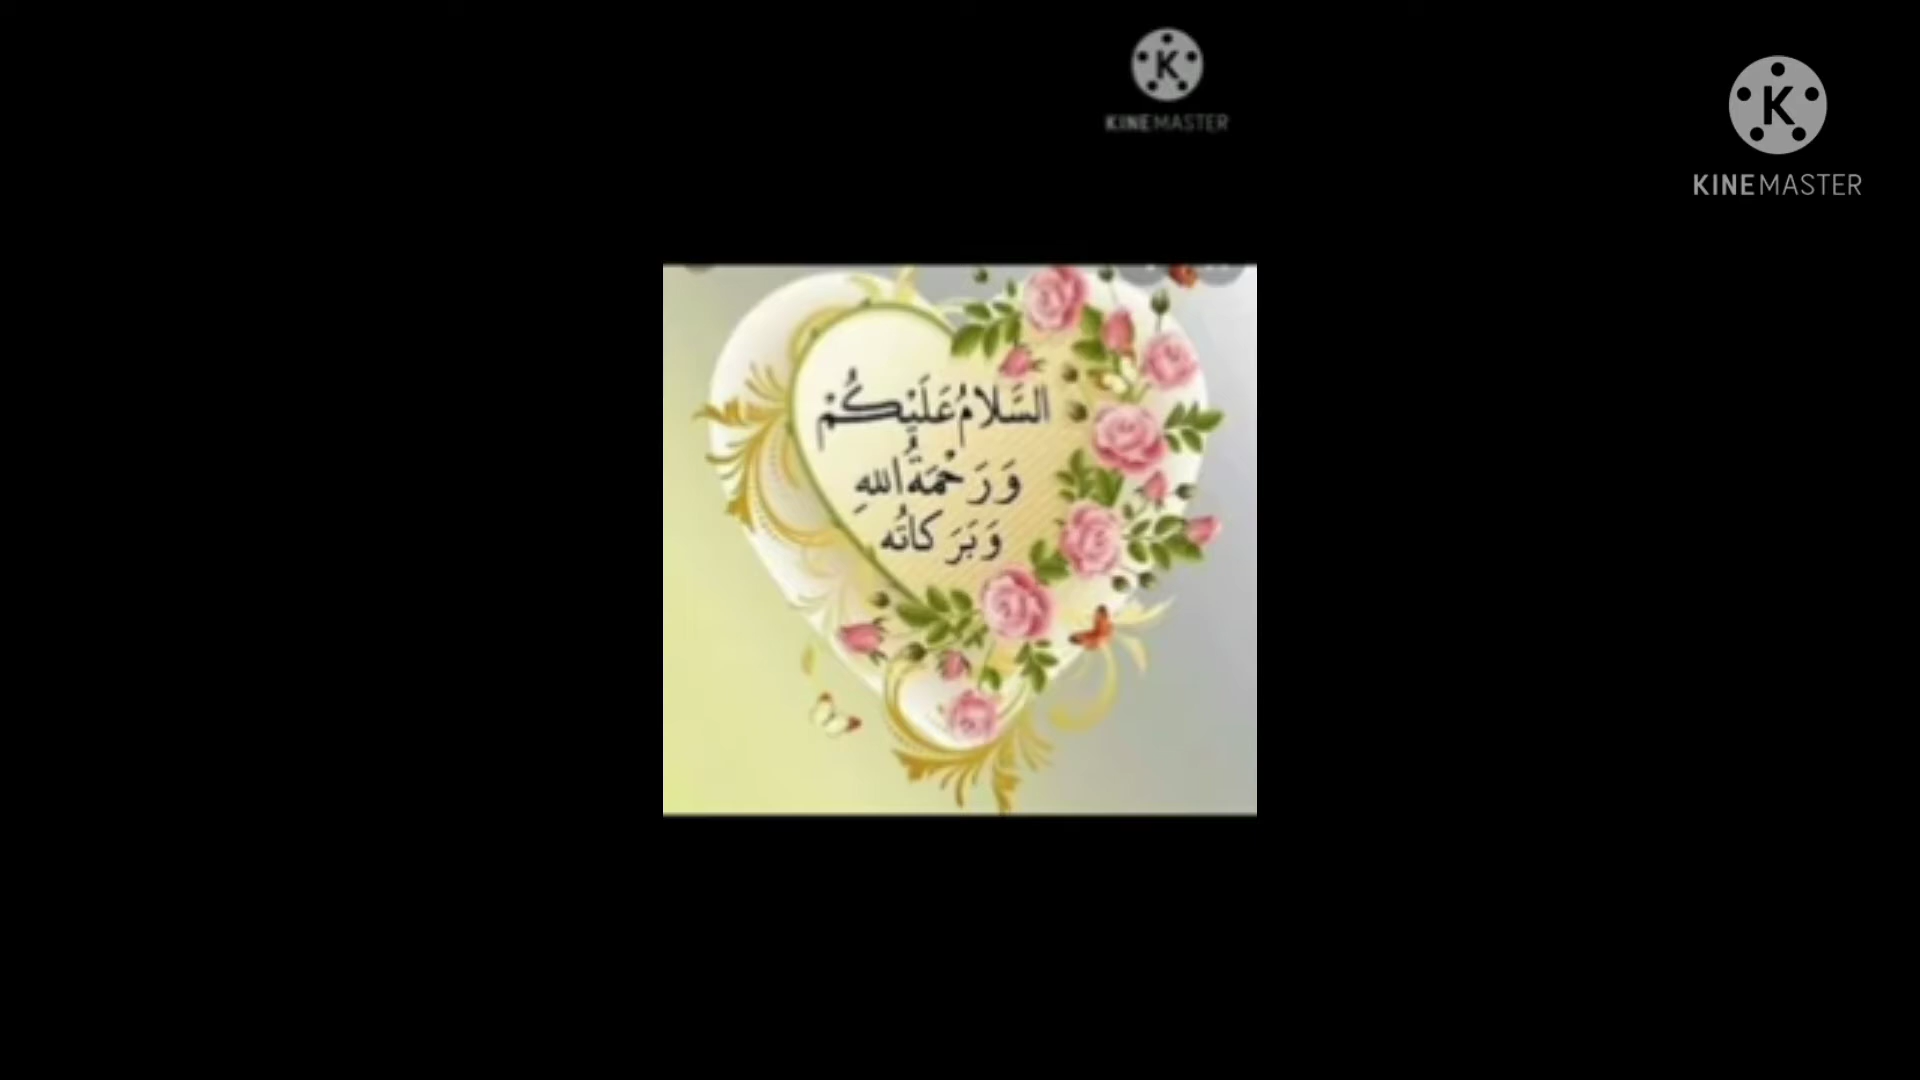 K
KINEMASTER
K
KINEMASTER
السَّلَامُ عَلَيْكُمْ
وَرَحْمَةُ اللهِ
وَبَرَكَاتُه